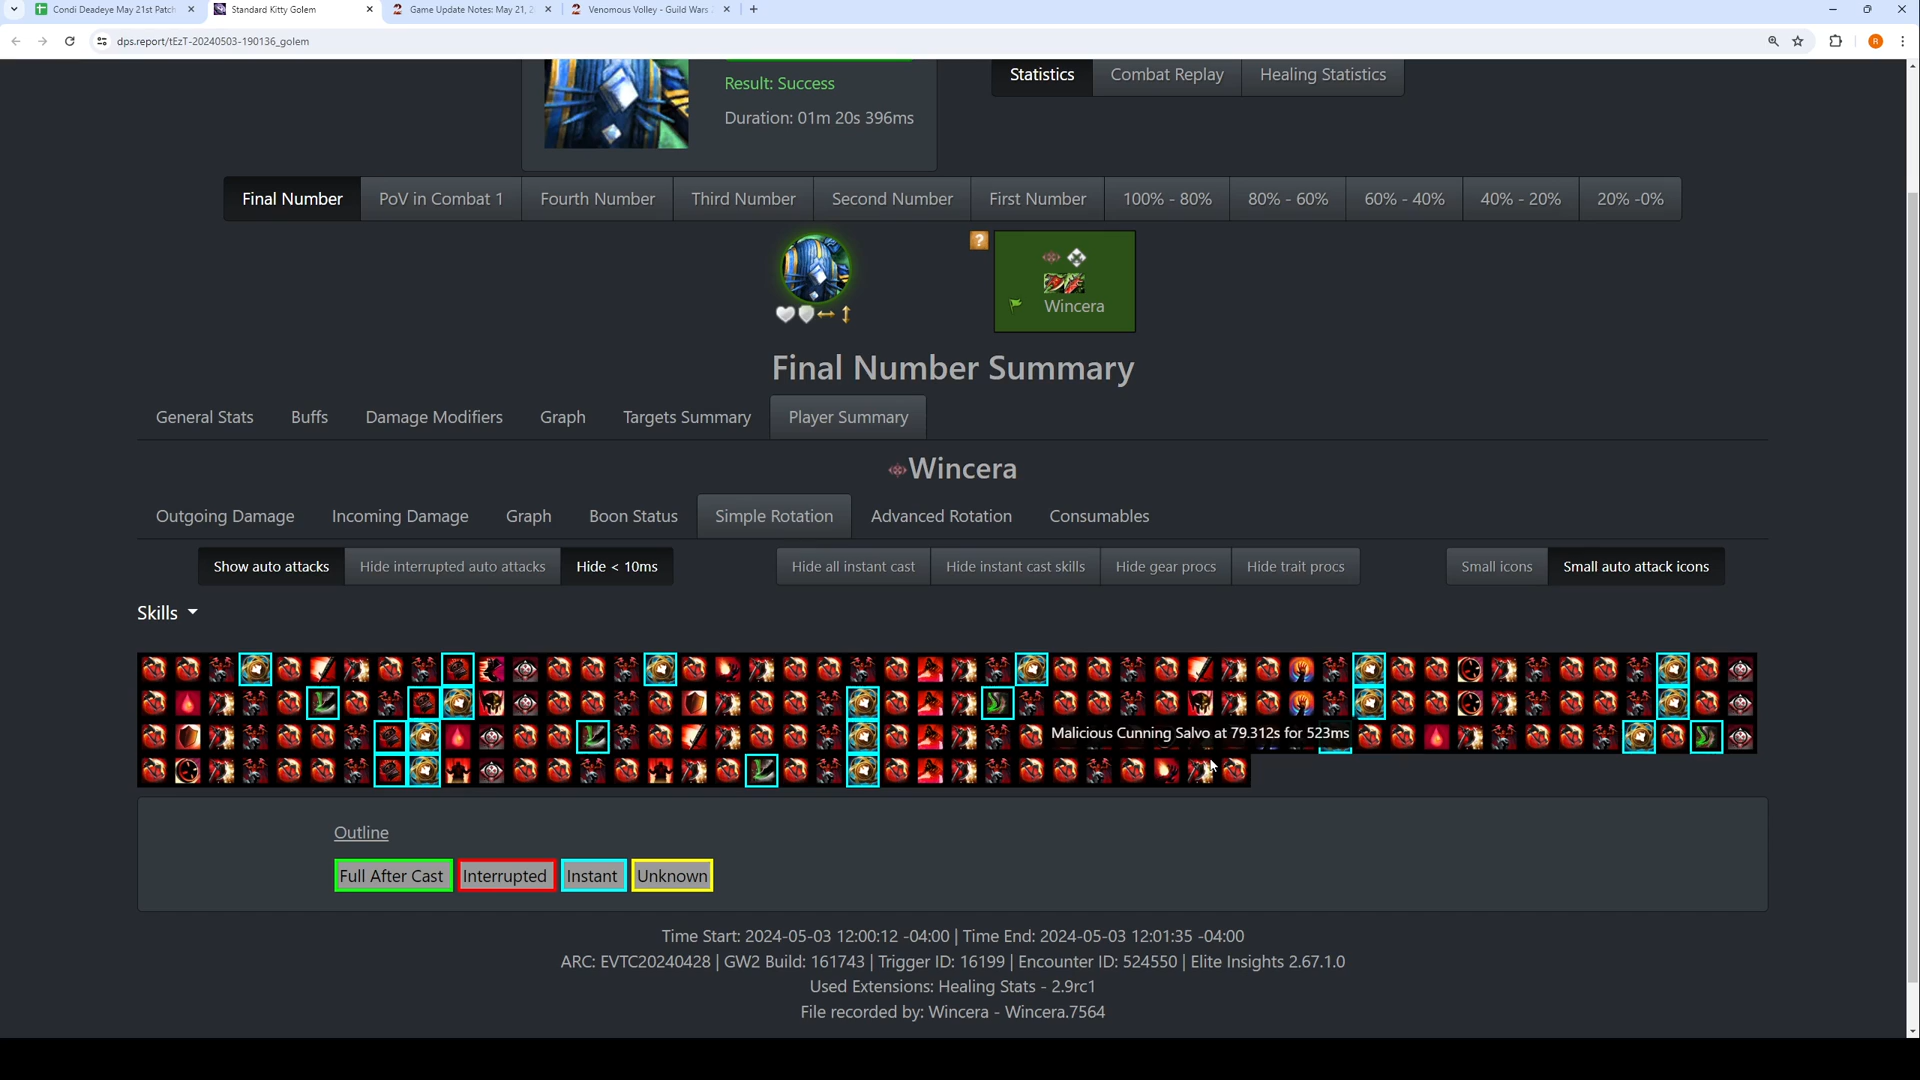 Condi Deadeye May 21st Patch
Standard Kitty Golem
Game Update Notes: May 21, 2
Venomous Volley - Guild Wars
dps.report/tEzT-20240503-190136_golem
R
Result: Success
Duration: 01m 20s 396ms
Statistics
Combat Replay
Healing Statistics
Final Number
PoV in Combat 1
Fourth Number
Third Number
Second Number
First Number
100% - 80%
80% - 60%
60% - 40%
40% - 20%
20% -0%
?
Wincera
Final Number Summary
General Stats
Buffs
Damage Modifiers
Graph
Targets Summary
Player Summary
Wincera
Outgoing Damage
Incoming Damage
Graph
Boon Status
Simple Rotation
Advanced Rotation
Consumables
Show auto attacks
Hide interrupted auto attacks
Hide < 10ms
Hide all instant cast
Hide instant cast skills
Hide gear procs
Hide trait procs
Small icons
Small auto attack icons
Skills
Malicious Cunning Salvo at 79.312s for 523ms
Outline
Full After Cast
Interrupted
Instant
Unknown
Time Start: 2024-05-03 12:00:12 -04:00 | Time End: 2024-05-03 12:01:35 -04:00
ARC: EVTC20240428 | GW2 Build: 161743 | Trigger ID: 16199 | Encounter ID: 524550 | Elite Insights 2.67.1.0
Used Extensions: Healing Stats - 2.9rc1
File recorded by: Wincera - Wincera.7564